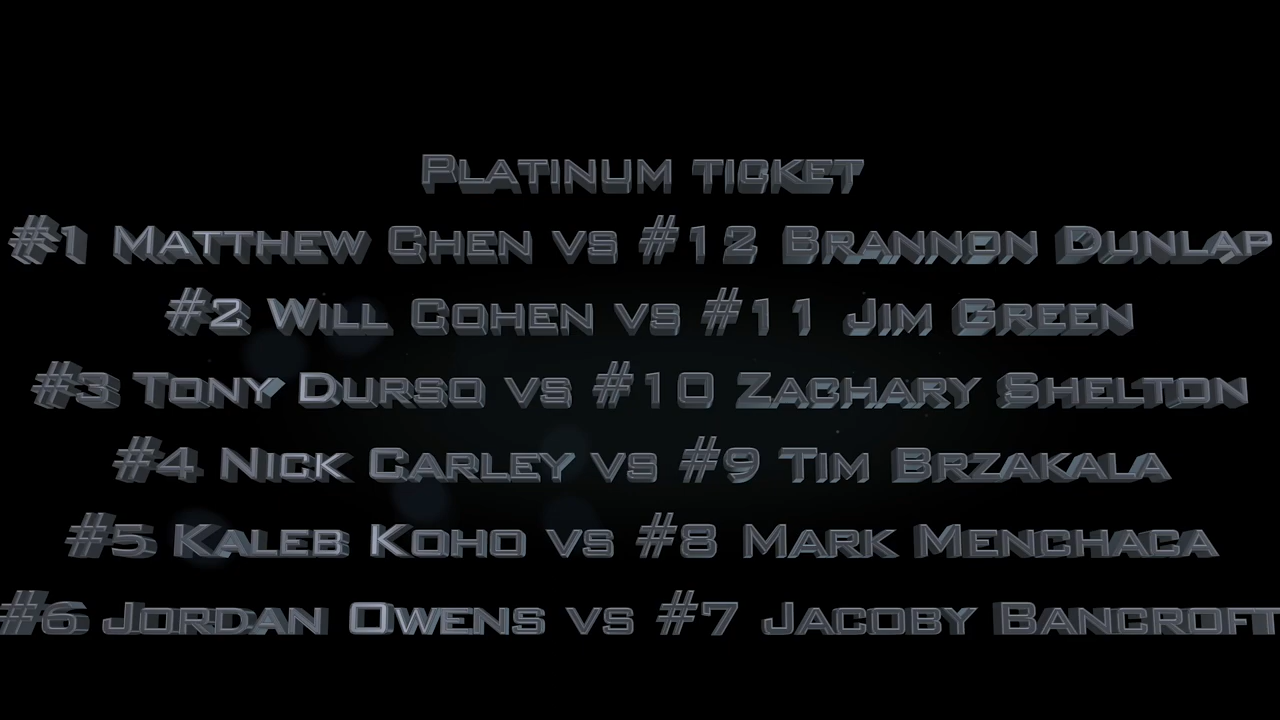 Platinum ticket
#1 Matthew Chen vs #12 Brannon Dunlap
#2 Will Cohen vs #11 Jim Green
#3 Tony Durso vs #10 Zachary Shelton
#4 Nick Carley vs #9 Tim Brzakala
#5 Kaleb Koho vs #8 Mark Menchaca
#6 Jordan Owens vs #7 Jacoby Bancroft